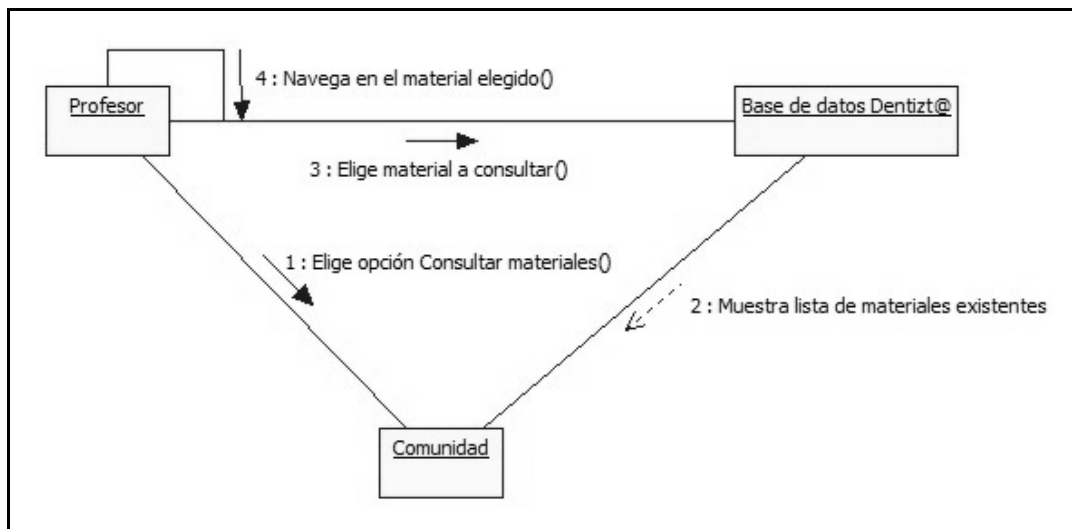 4 : Navega en el material elegido()
Profesor
Base de datos Dentizt@
3 : Elige material a consultar()
1 : Elige opción Consultar materiales()
2 : Muestra lista de materiales existentes
Comunidad